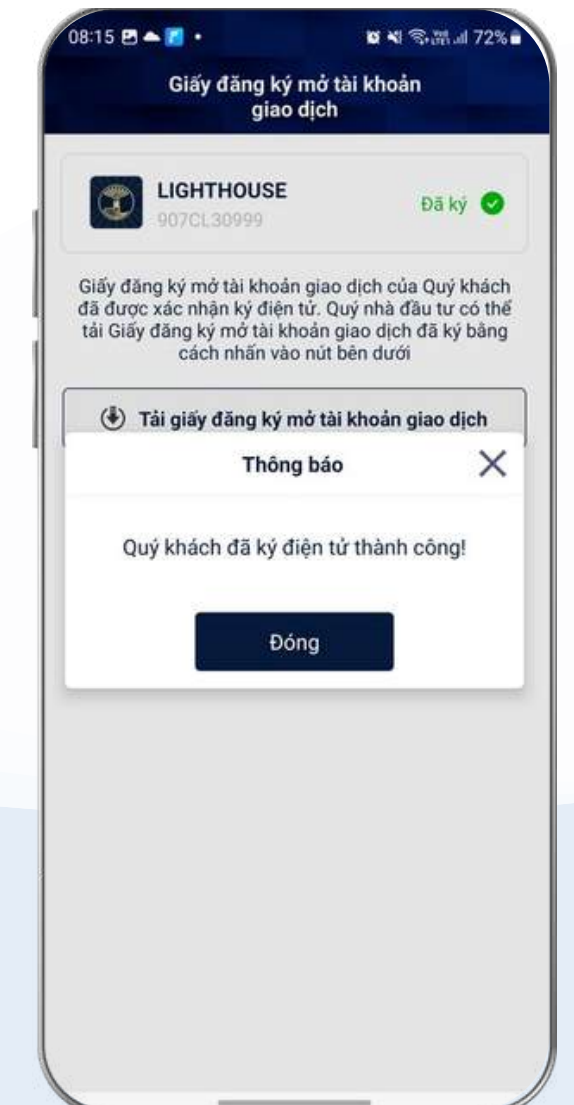 08:15
72%
Giấy đăng ký mở tài khoản
giao dịch
LIGHTHOUSE
907CL30999
Đã ký
Giấy đăng ký mở tài khoản giao dịch của Quý khách
đã được xác nhận ký điện tử. Quý nhà đầu tư có thể
tải Giấy đăng ký mở tài khoản giao dịch đã ký bằng
cách nhấn vào nút bên dưới
Tải giấy đăng ký mở tài khoản giao dịch
Thông báo
Quý khách đã ký điện tử thành công!
Đóng